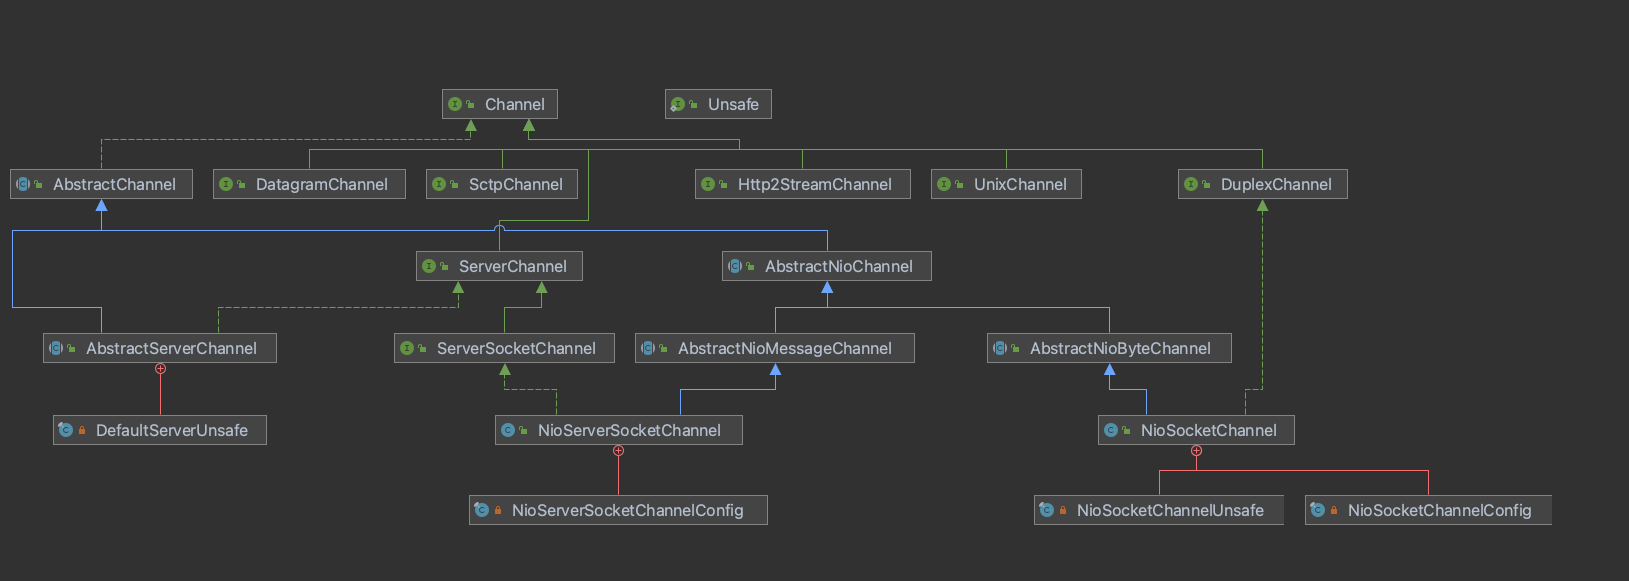 Channel
Unsafe
AbstractChannel
DatagramChannel
SctpChannel
Http2StreamChannel
UnixChannel
DuplexChannel
ServerChannel
AbstractNioChannel
AbstractServerChannel
ServerSocketChannel
AbstractNioMessageChannel
AbstractNioByteChannel
DefaultServerUnsafe
NioServerSocketChannel
NioSocketChannel
NioServerSocketChannelConfig
NioSocketChannelUnsafe
NioSocketChannelConfig